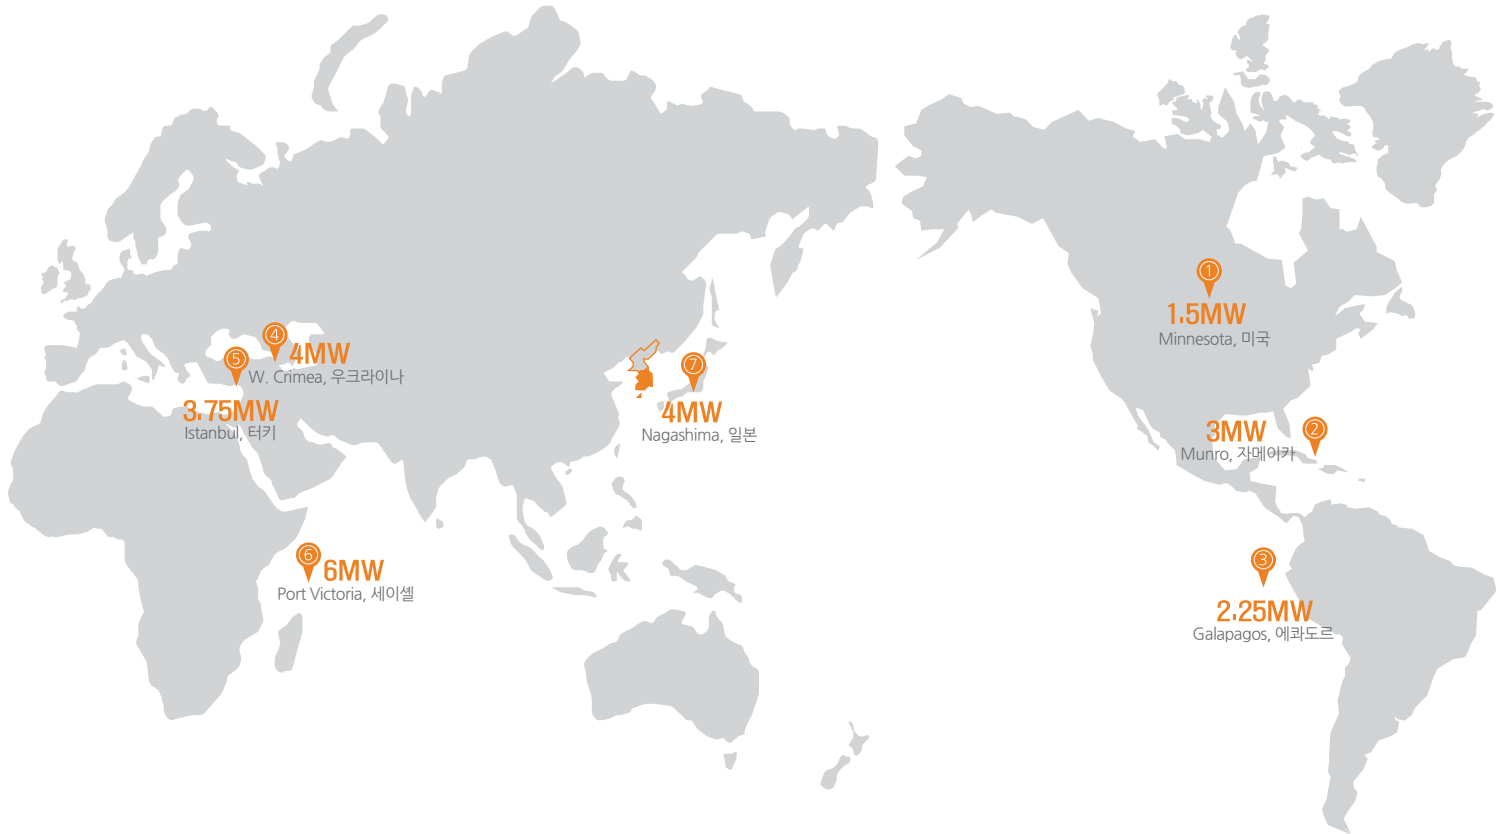 ①
1.5MW
Minnesota, 미국
②
3MW
Munro, 자메이캬
③
2.25MW
Galapagos, 에콰도르
④
4MW
W. Crimea, 우크라이나
⑤
3.75MW
Istanbul, 터키
⑥
6MW
Port Victoria, 세이셸
⑦
4MW
Nagashima, 일본